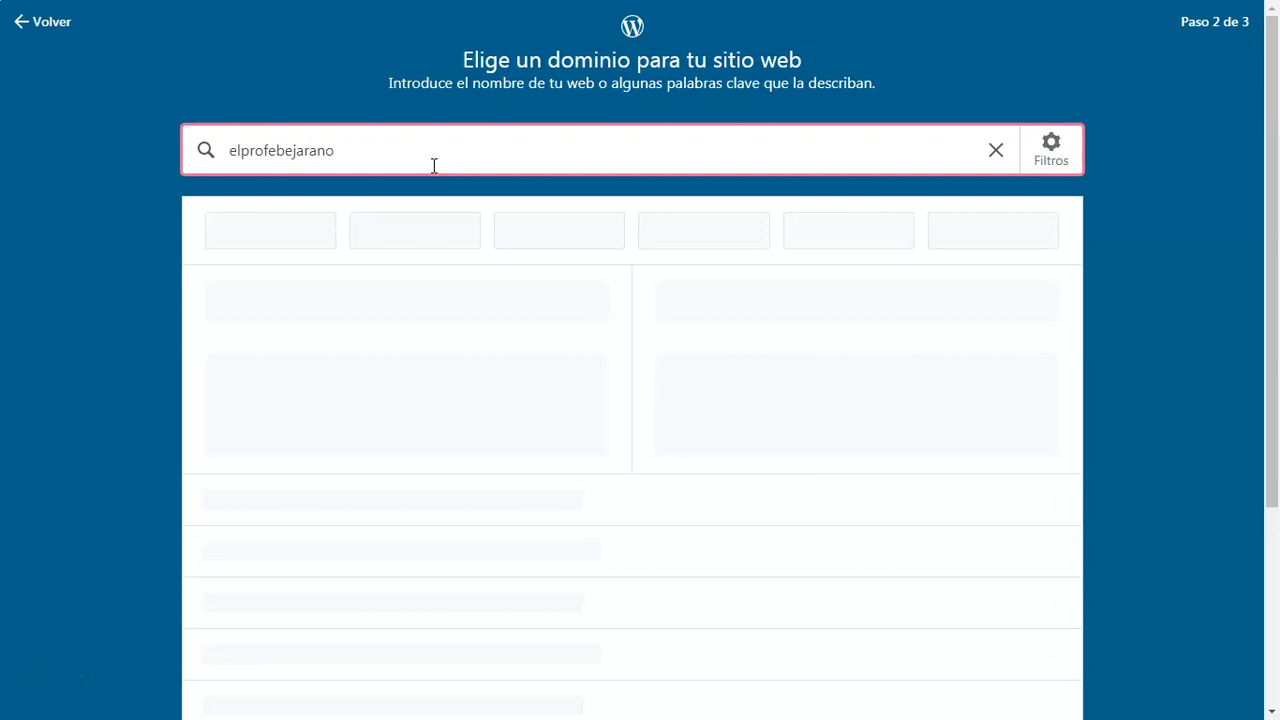 Volver
Paso 2 de 3
Elige un dominio para tu sitio web
Introduce el nombre de tu web o algunas palabras clave que la describan.
elprofebejarano
Filtros